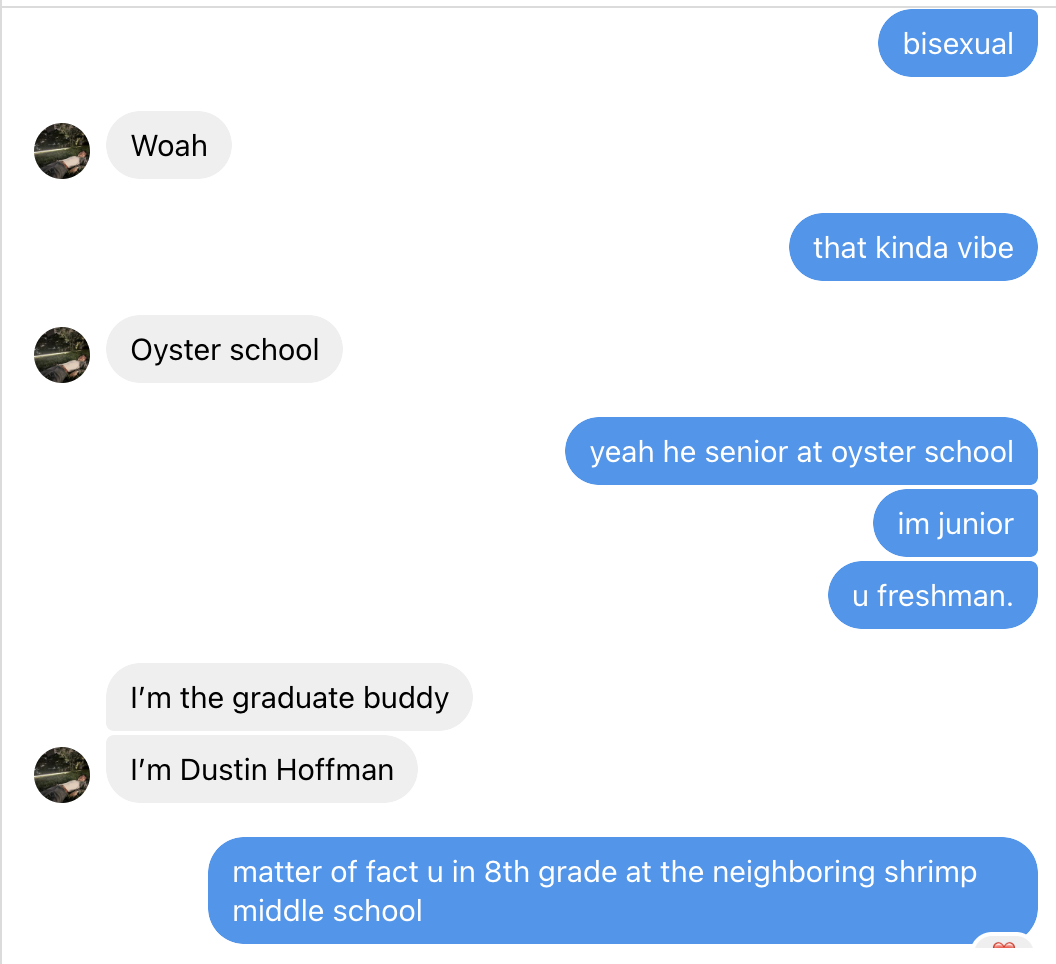 bisexual
Woah
that kinda vibe
Oyster school
yeah he senior at oyster school
im junior
u freshman.
I’m the graduate buddy
I’m Dustin Hoffman
matter of fact u in 8th grade at the neighboring shrimp
middle school